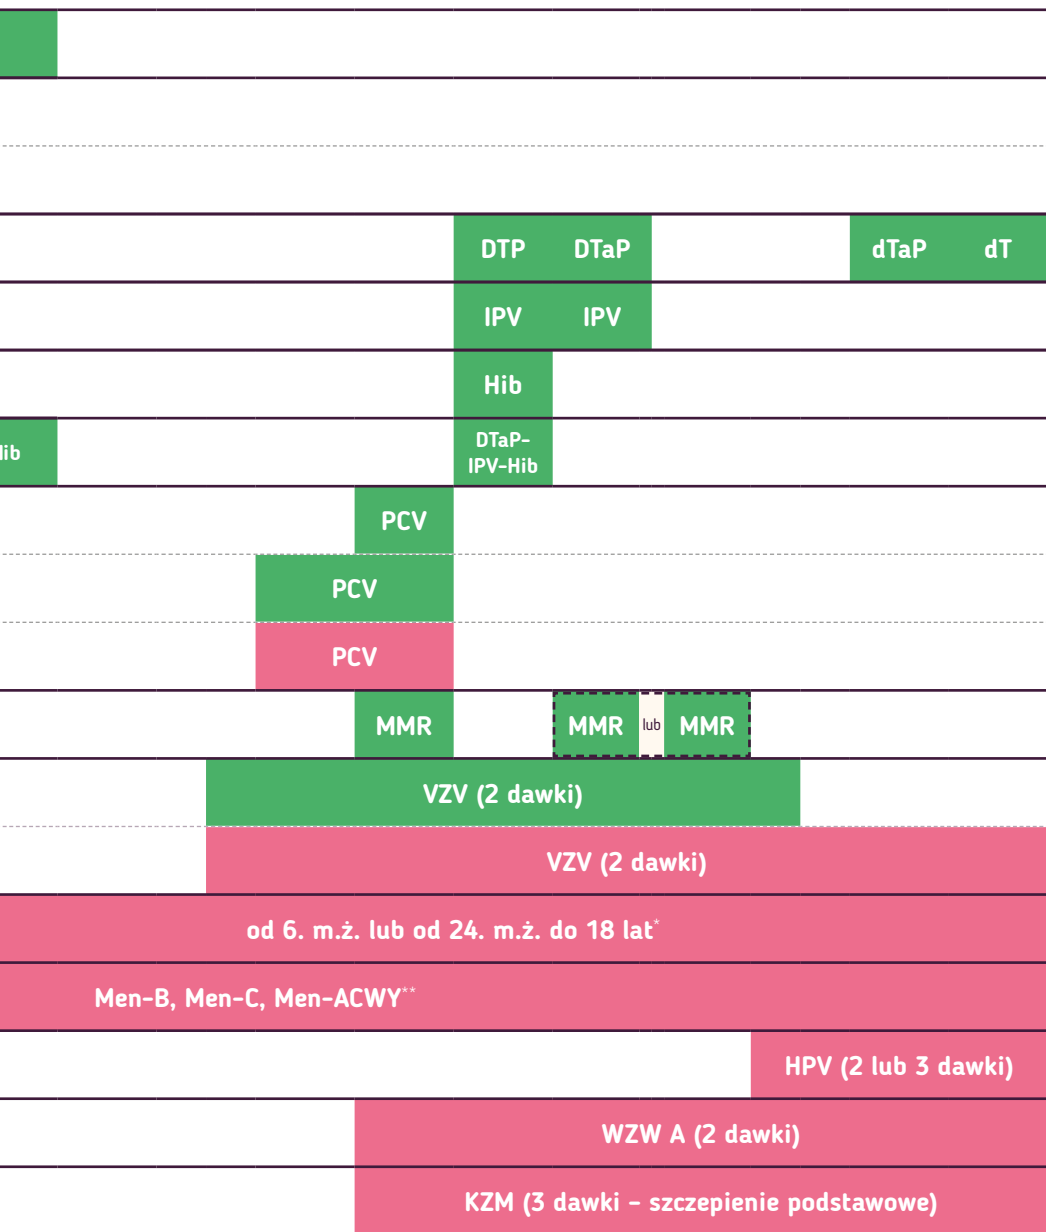 DTP DTaP dTaP dT
IPV IPV
Hib
DTaP-
IPV-Hib
PCV
PCV
PCV
MMR MMR lub MMR
VZV (2 dawki)
VZV (2 dawki)
od 6. m.ż. lub od 24. m.ż. do 18 lat*
Men-B, Men-C, Men-ACWY**
HPV (2 lub 3 dawki)
WZW A (2 dawki)
KZM (3 dawki – szczepienie podstawowe)